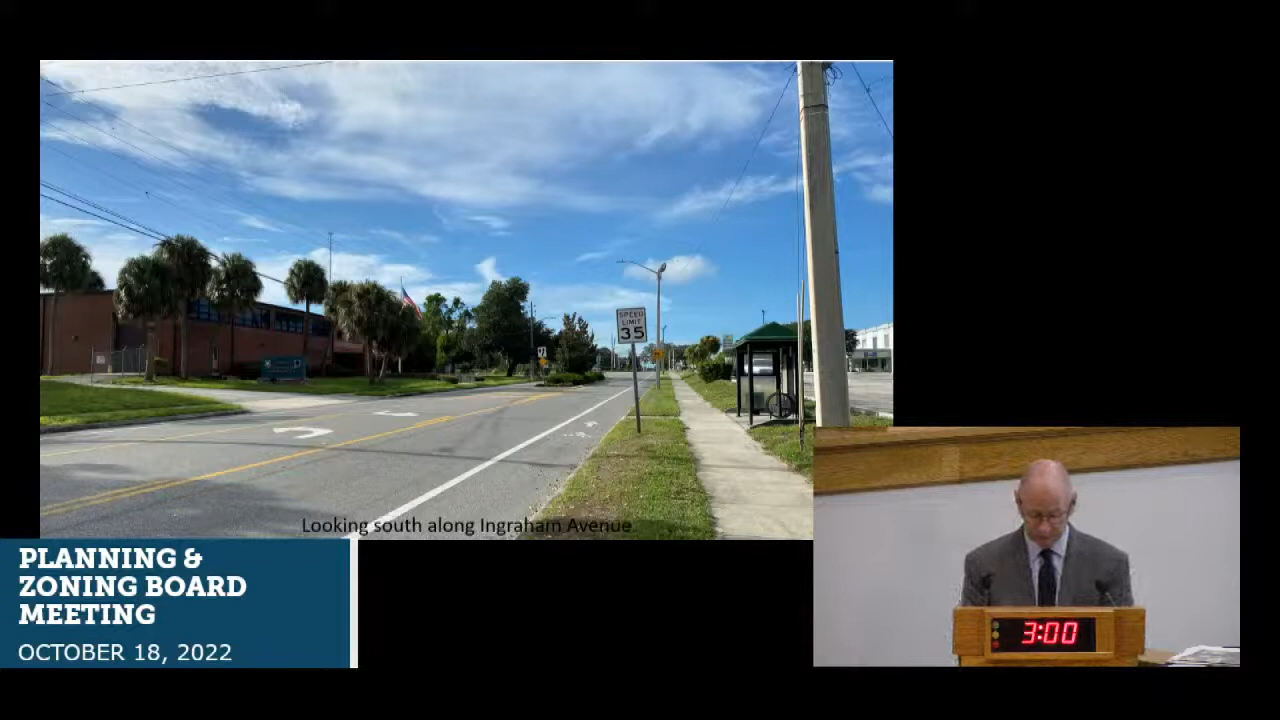 SPEED
LIMIT
35
Looking south along Ingraham Avenue
PLANNING &
ZONING BOARD
MEETING
OCTOBER 18, 2022
3:00